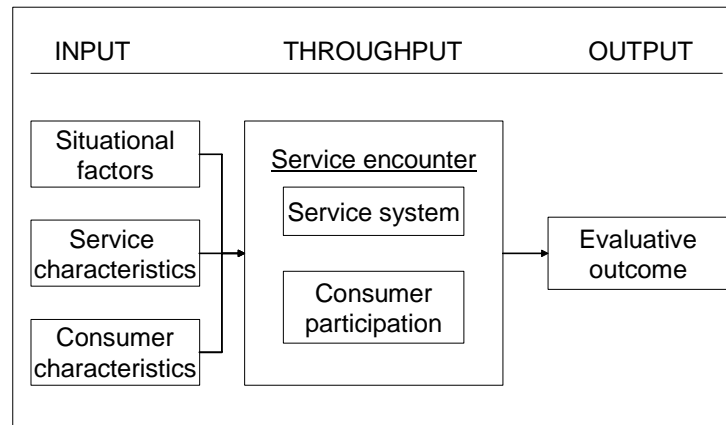 INPUT
THROUGHPUT
OUTPUT
Situational
factors
Service
characteristics
Consumer
characteristics
Service encounter
Service system
Consumer
participation
Evaluative
outcome